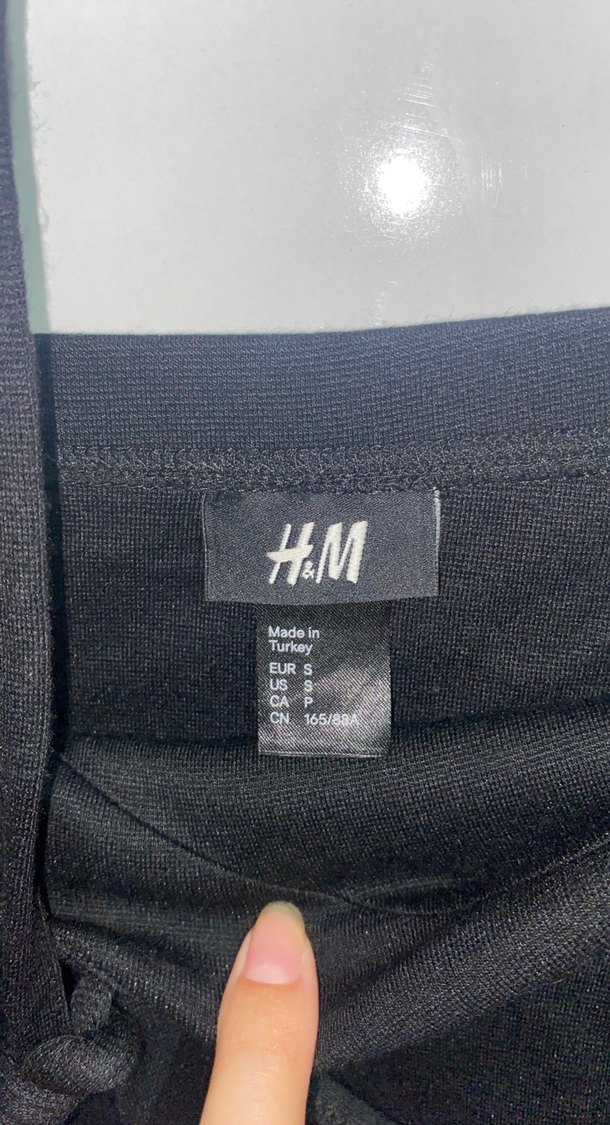 H&M
Made in
Turkey
EUR S
US S
CA P
CN 165/88A